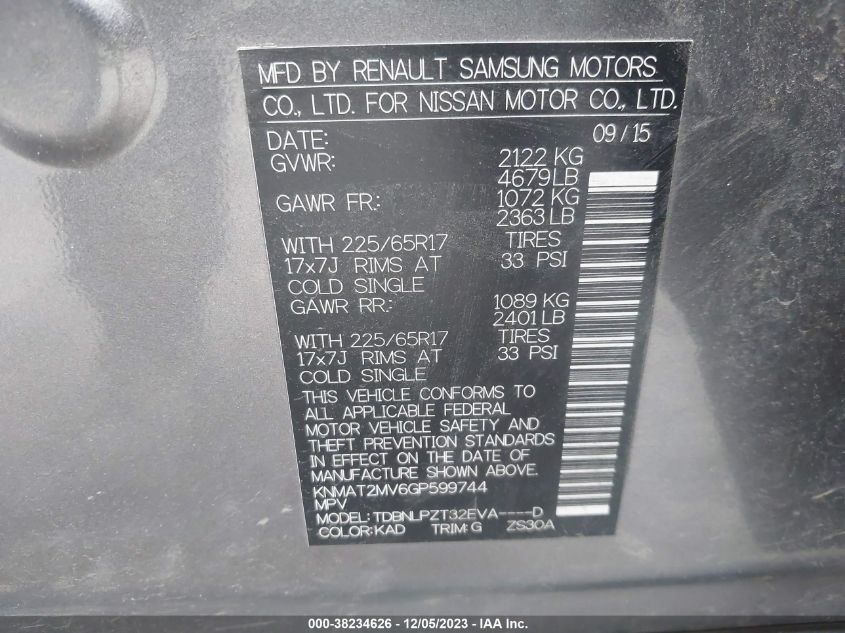 MFD BY RENAULT SAMSUNG MOTORS
CO., LTD. FOR NISSAN MOTOR CO., LTD.
DATE: 09/15
GVWR: 2122 KG
4679LB
GAWR FR.: 1072 KG
2363LB
WITH 225/65R17 TIRES
17x7J RIMS AT 33 PSI
COLD SINGLE
GAWR RR.: 1089 KG
2401LB
WITH 225/65R17 TIRES
17x7J RIMS AT 33 PSI
COLD SINGLE
THIS VEHICLE CONFORMS TO
ALL APPLICABLE FEDERAL
MOTOR VEHICLE SAFETY AND
THEFT PREVENTION STANDARDS
IN EFFECT ON THE DATE OF
MANUFACTURE SHOWN ABOVE.
KNMAT2MV6GP599744
MPV
MODEL:TDBNLPZT32EVA----D
COLOR:KAD TRIM:G ZS30A
000-38234626 - 12/05/2023 - IAA Inc.